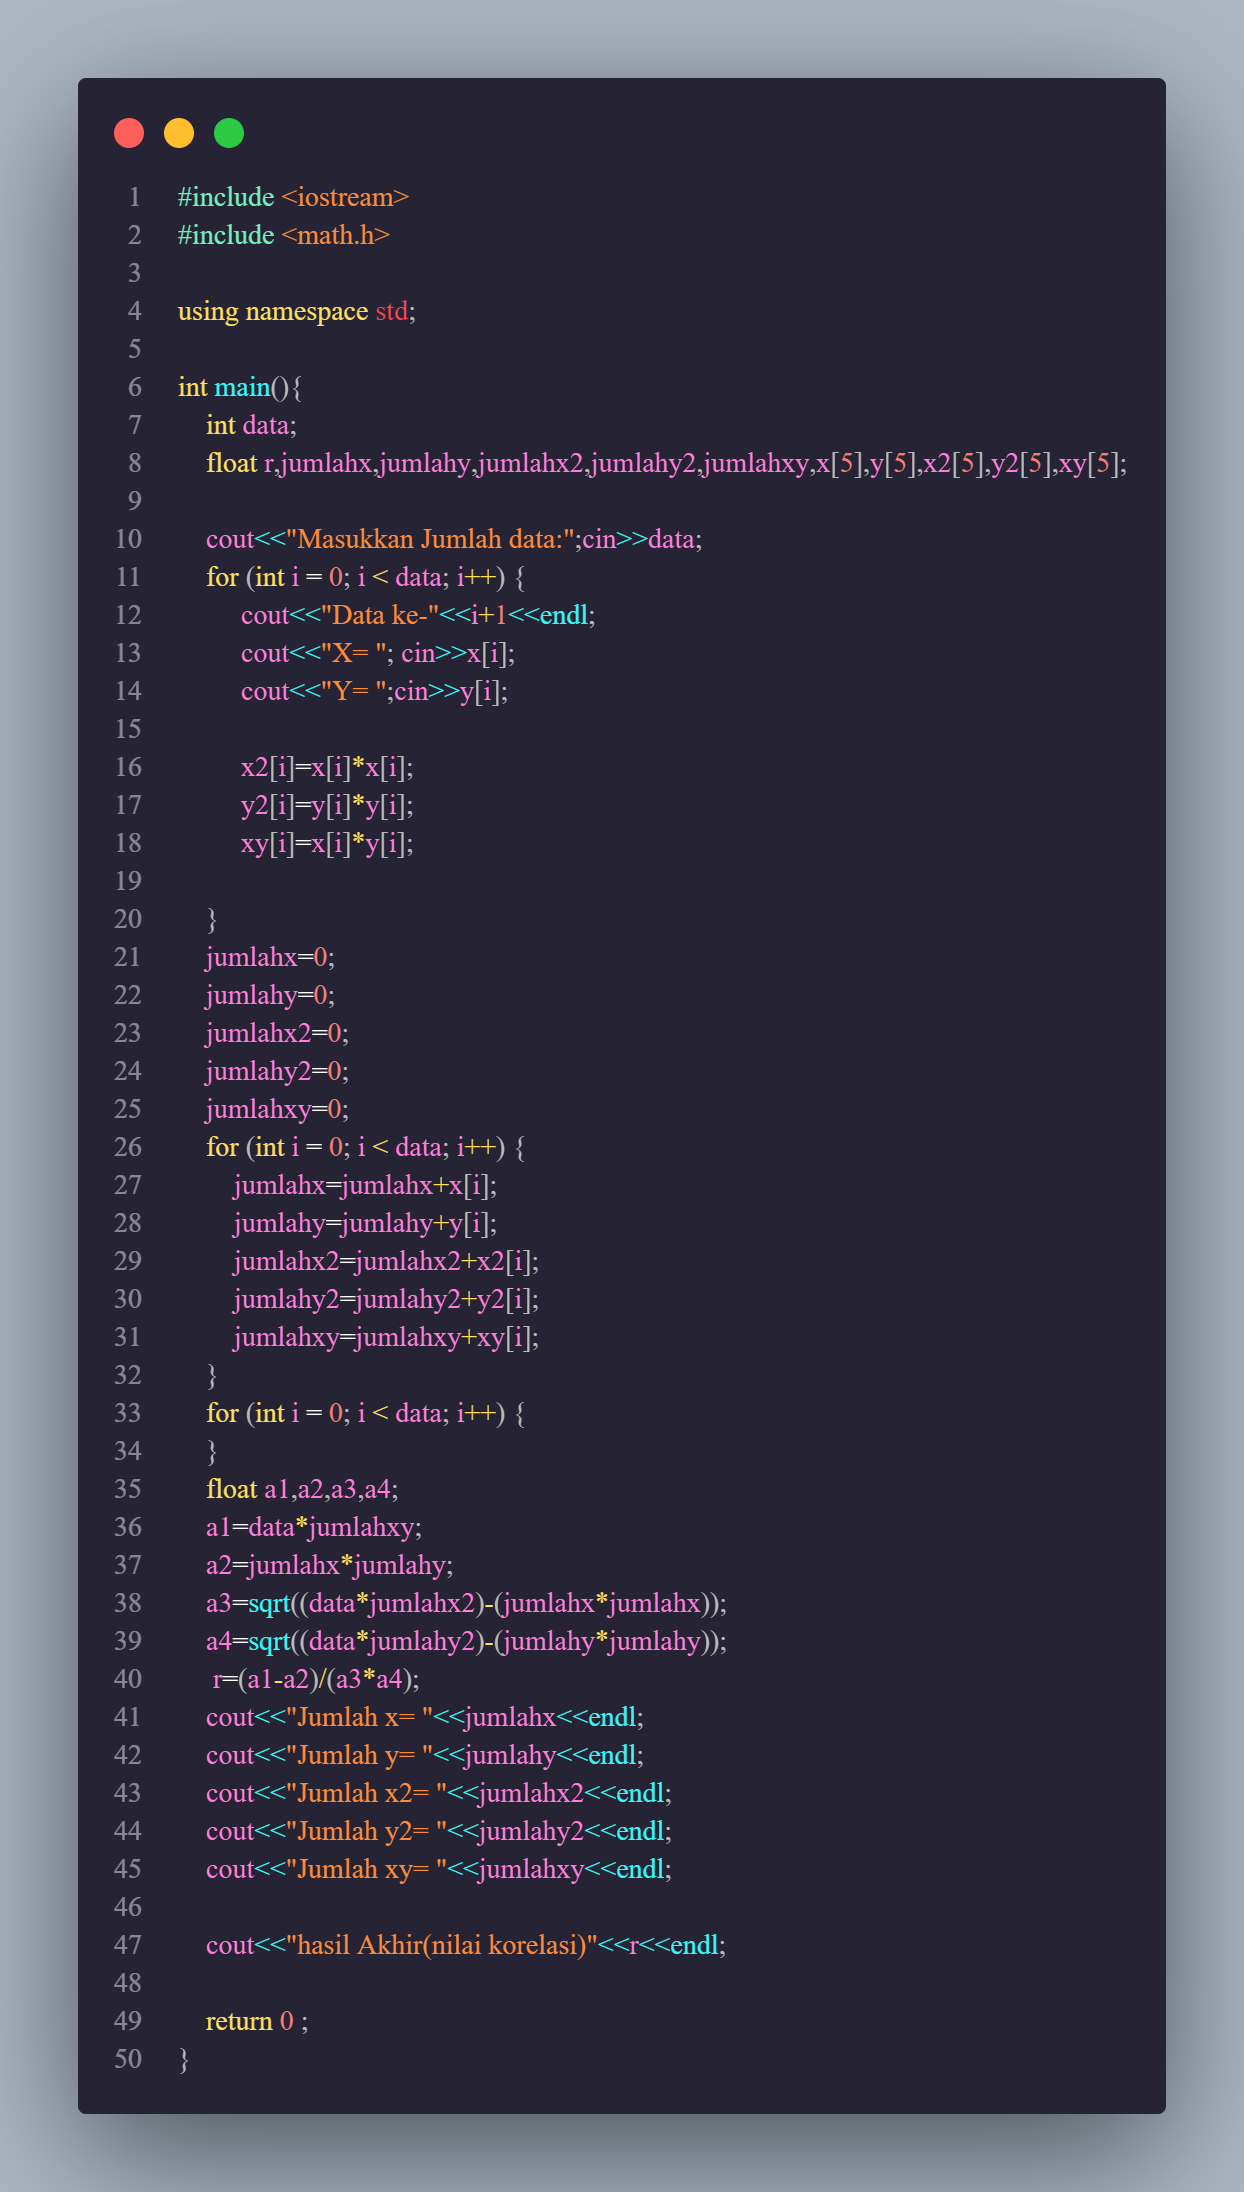 1 #include <iostream>
2 #include <math.h>
3
4 using namespace std;
5
6 int main(){
7     int data;
8     float r,jumlahx,jumlahy,jumlahx2,jumlahy2,jumlahxy,x[5],y[5],x2[5],y2[5],xy[5];
9
10     cout<<"Masukkan Jumlah data:";cin>>data;
11     for (int i = 0; i < data; i++) {
12          cout<<"Data ke-"<<i+1<<endl;
13          cout<<"X= "; cin>>x[i];
14          cout<<"Y= ";cin>>y[i];
15
16          x2[i]=x[i]*x[i];
17          y2[i]=y[i]*y[i];
18          xy[i]=x[i]*y[i];
19
20     }
21     jumlahx=0;
22     jumlahy=0;
23     jumlahx2=0;
24     jumlahy2=0;
25     jumlahxy=0;
26     for (int i = 0; i < data; i++) {
27         jumlahx=jumlahx+x[i];
28         jumlahy=jumlahy+y[i];
29         jumlahx2=jumlahx2+x2[i];
30         jumlahy2=jumlahy2+y2[i];
31         jumlahxy=jumlahxy+xy[i];
32     }
33     for (int i = 0; i < data; i++) {
34     }
35     float a1,a2,a3,a4;
36     a1=data*jumlahxy;
37     a2=jumlahx*jumlahy;
38     a3=sqrt((data*jumlahx2)-(jumlahx*jumlahx));
39     a4=sqrt((data*jumlahy2)-(jumlahy*jumlahy));
40      r=(a1-a2)/(a3*a4);
41     cout<<"Jumlah x= "<<jumlahx<<endl;
42     cout<<"Jumlah y= "<<jumlahy<<endl;
43     cout<<"Jumlah x2= "<<jumlahx2<<endl;
44     cout<<"Jumlah y2= "<<jumlahy2<<endl;
45     cout<<"Jumlah xy= "<<jumlahxy<<endl;
46
47     cout<<"hasil Akhir(nilai korelasi)"<<r<<endl;
48
49     return 0 ;
50 }